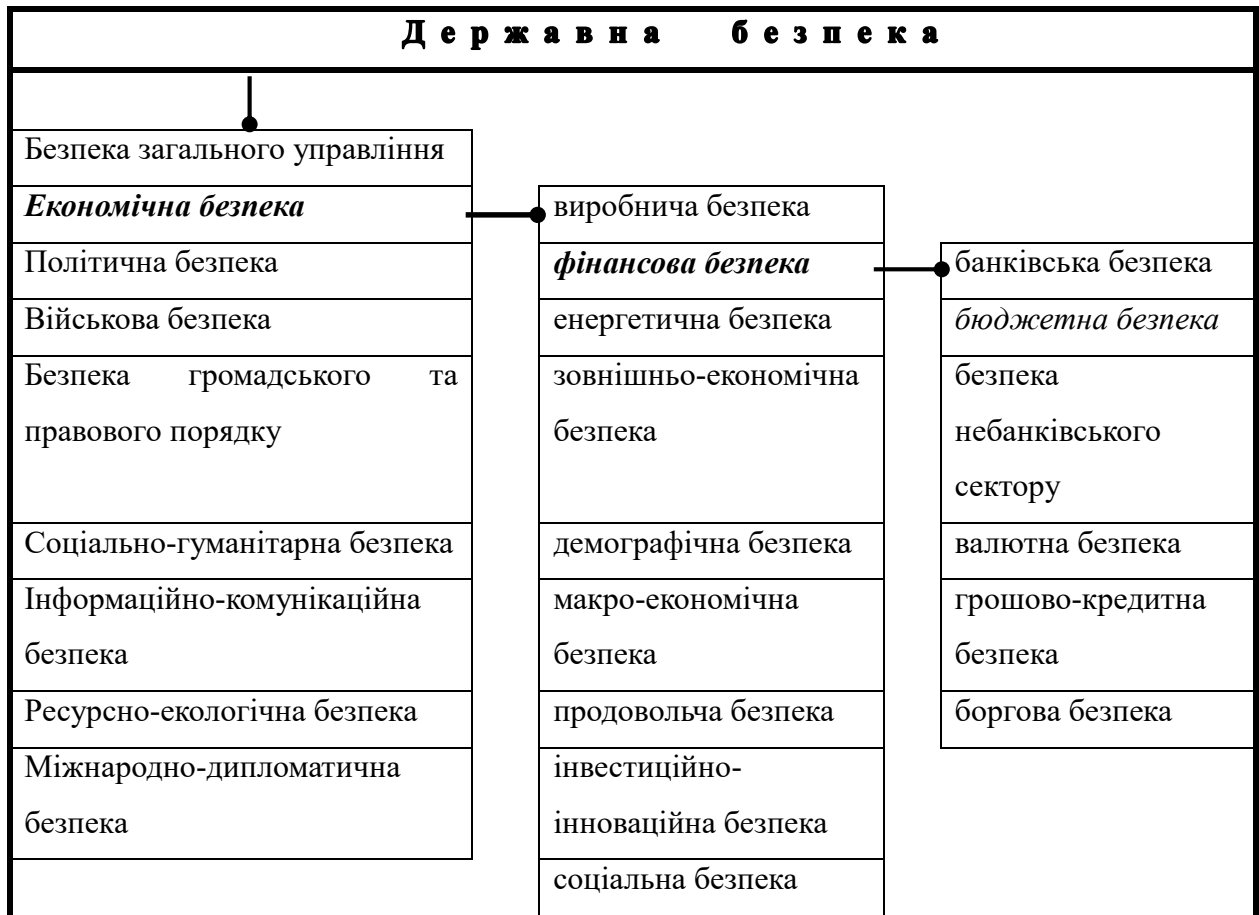 Державна безпека
Безпека загального управління
Економічна безпека
Політична безпека
Військова безпека
Безпека громадського та
правового порядку
Соціально-гуманітарна безпека
Інформаційно-комунікаційна
безпека
Ресурсно-екологічна безпека
Міжнародно-дипломатична
безпека
виробнича безпека
фінансова безпека
енергетична безпека
зовнішньо-економічна
безпека
демографічна безпека
макро-економічна
безпека
продовольча безпека
інвестиційно-
інноваційна безпека
соціальна безпека
банківська безпека
бюджетна безпека
безпека
небанківського
сектору
валютна безпека
грошово-кредитна
безпека
боргова безпека